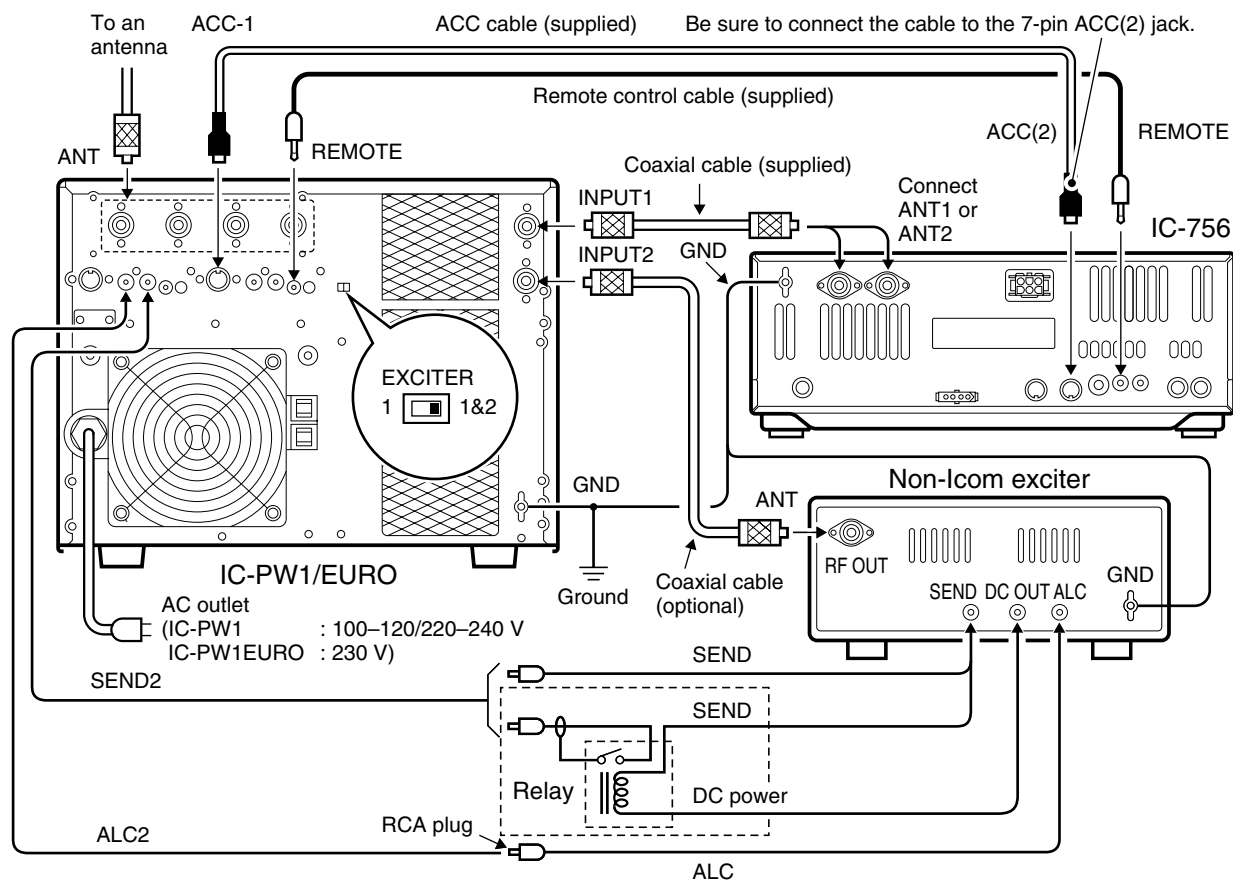 To an
antenna
ACC-1
ACC cable (supplied)
Be sure to connect the cable to the 7-pin ACC(2) jack.
Remote control cable (supplied)
ANT
REMOTE
ACC(2)
REMOTE
Coaxial cable (supplied)
INPUT1
Connect
ANT1 or
ANT2
IC-756
GND
INPUT2
EXCITER
1
1&2
GND
Non-Icom exciter
ANT
RF OUT
SEND
DC OUT
ALC
GND
IC-PW1/EURO
Ground
Coaxial cable
(optional)
AC outlet
(IC-PW1 : 100–120/220–240 V
IC-PW1EURO : 230 V)
SEND2
SEND
SEND
Relay
DC power
RCA plug
ALC2
ALC